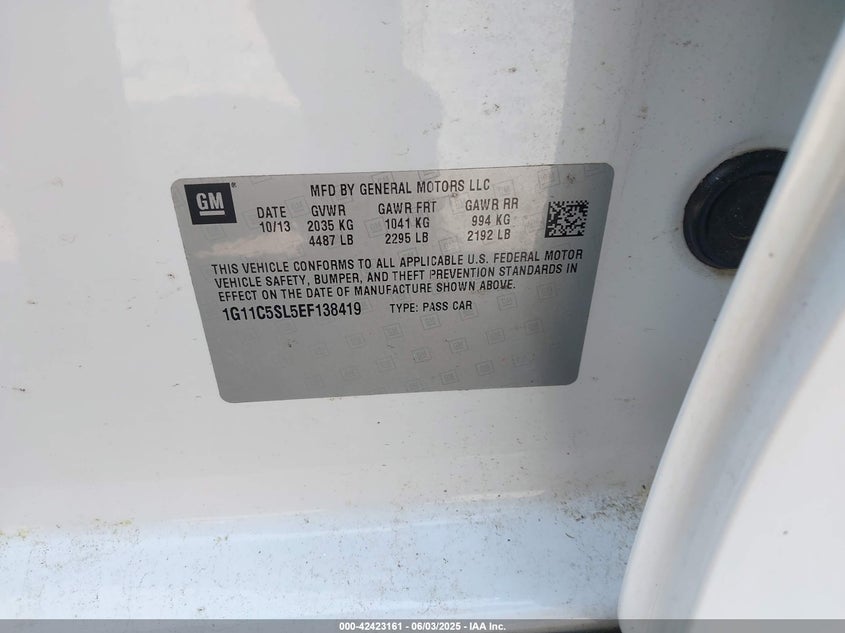 GM
MFD BY GENERAL MOTORS LLC
DATE GVWR GAWR FRT GAWR RR
10/13 2035 KG 1041 KG 994 KG
4487 LB 2295 LB 2192 LB
THIS VEHICLE CONFORMS TO ALL APPLICABLE U.S. FEDERAL MOTOR
VEHICLE SAFETY, BUMPER, AND THEFT PREVENTION STANDARDS IN
EFFECT ON THE DATE OF MANUFACTURE SHOWN ABOVE.
1G11C5SL5EF138419 TYPE: PASS CAR
000-42423161 - 06/03/2025 - IAA Inc.